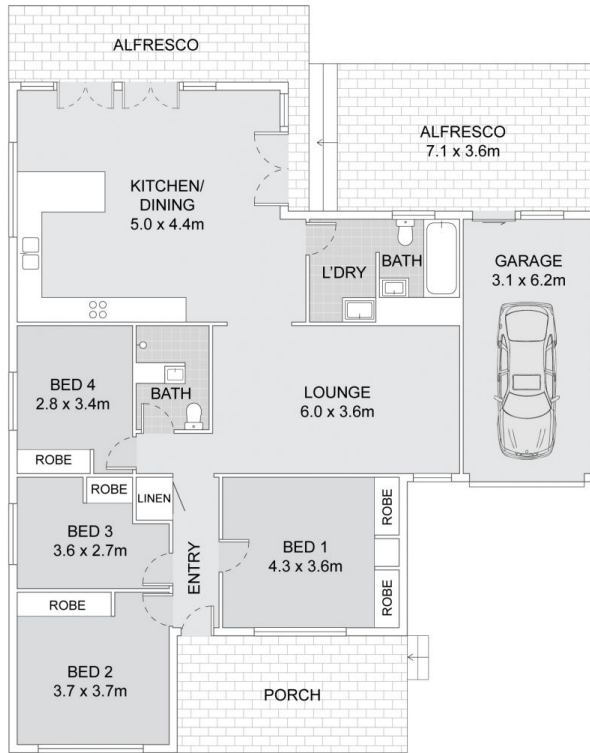 ALFRESCO
ALFRESCO
7.1 x 3.6m
KITCHEN/
DINING
5.0 x 4.4m
L'DRY
BATH
GARAGE
3.1 x 6.2m
BED 4
2.8 x 3.4m
BATH
LOUNGE
6.0 x 3.6m
ROBE
ROBE
LINEN
ROBE
BED 3
3.6 x 2.7m
ENTRY
BED 1
4.3 x 3.6m
ROBE
ROBE
BED 2
3.7 x 3.7m
PORCH